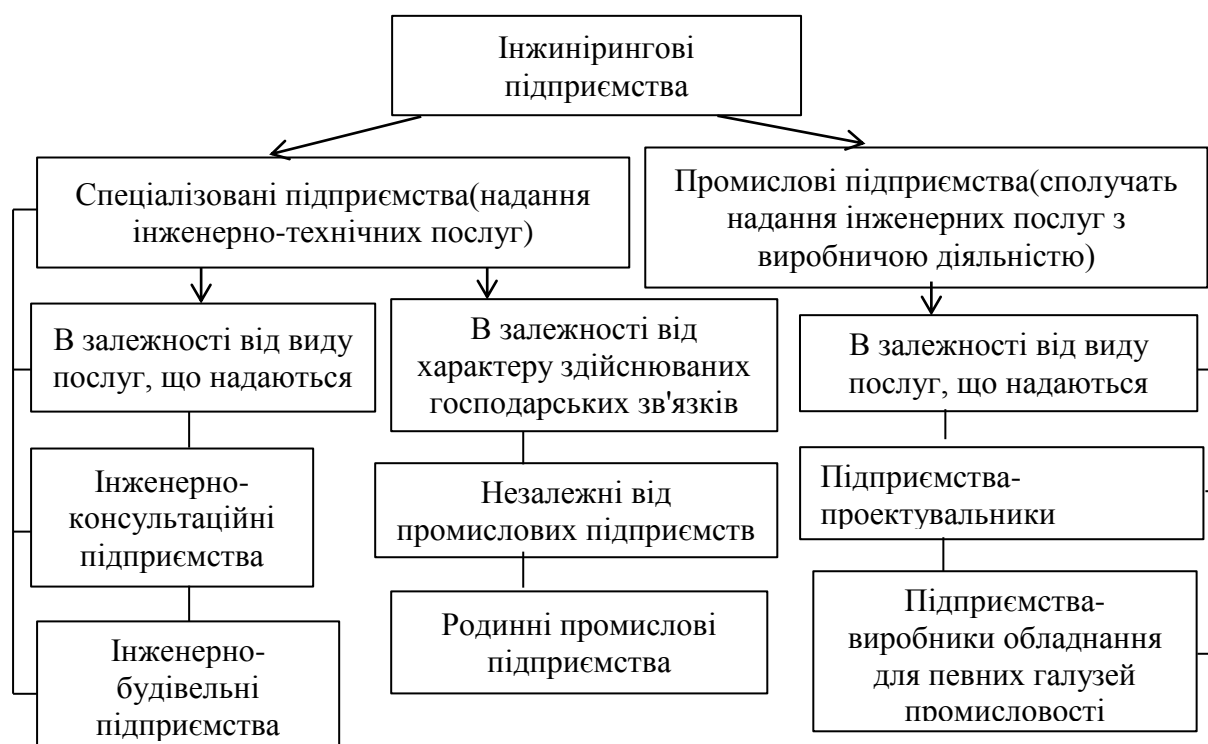 Інжинірингові
підприємства
Спеціалізовані підприємства(надання
інженерно-технічних послуг)
Промислові підприємства(сполучать
надання інженерних послуг з
виробничою діяльністю)
В залежності від виду
послуг, що надаються
В залежності від
характеру здійснюваних
господарських зв'язків
В залежності від виду
послуг, що надаються
Інженерно-
консультаційні
підприємства
Незалежні від
промислових підприємств
Підприємства-
проектувальники
Інженерно-
будівельні
підприємства
Родинні промислові
підприємства
Підприємства-
виробники обладнання
для певних галузей
промисловості